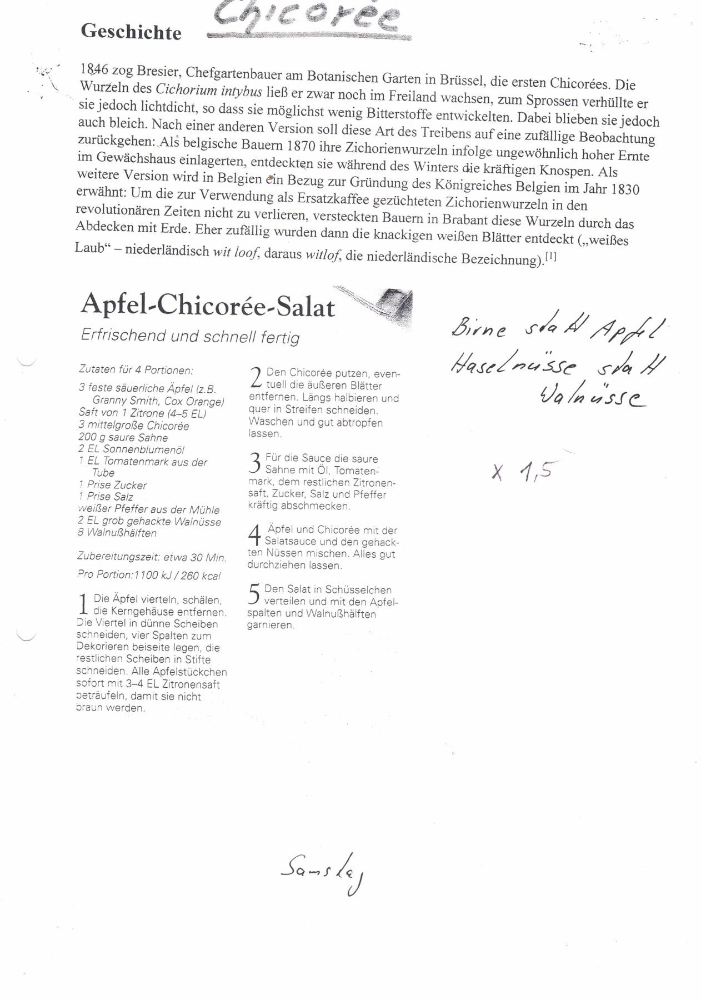 Chicorée
Geschichte
1846 zog Bresier, Chefgartenbauer am Botanischen Garten in Brüssel, die ersten Chicorées. Die
Wurzeln des Cichorium intybus ließ er zwar noch im Freiland wachsen, zum Sprossen verhüllte er
sie jedoch lichtdicht, so dass sie möglichst wenig Bitterstoffe entwickelten. Dabei blieben sie jedoch
auch bleich. Nach einer anderen Version soll diese Art des Treibens auf eine zufällige Beobachtung
zurückgehen: Als belgische Bauern 1870 ihre Zichorienwurzeln infolge ungewöhnlich hoher Ernte
im Gewächshaus einlagerten, entdeckten sie während des Winters die kräftigen Knospen. Als
weitere Version wird in Belgien ein Bezug zur Gründung des Königreiches Belgien im Jahr 1830
erwähnt: Um die zur Verwendung als Ersatzkaffee gezüchteten Zichorienwurzeln in den
revolutionären Zeiten nicht zu verlieren, versteckten Bauern in Brabant diese Wurzeln durch das
Abdecken mit Erde. Eher zufällig wurden dann die knackigen weißen Blätter entdeckt („weißes
Laub“ – niederländisch wit loof, daraus witlof, die niederländische Bezeichnung).[1]
Apfel-Chicorée-Salat
Erfrischend und schnell fertig
Zutaten für 4 Portionen:
3 feste säuerliche Äpfel (z.B.
Granny Smith, Cox Orange)
Saft von 1 Zitrone (4–5 EL)
3 mittelgroße Chicorée
200 g saure Sahne
2 EL Sonnenblumenöl
1 EL Tomatenmark aus der
Tube
1 Prise Zucker
1 Prise Salz
weißer Pfeffer aus der Mühle
2 EL grob gehackte Walnüsse
8 Walnußhälften
Zubereitungszeit: etwa 30 Min.
Pro Portion: 1100 kJ / 260 kcal
1 Die Äpfel vierteln, schälen,
die Kerngehäuse entfernen.
Die Viertel in dünne Scheiben
schneiden, vier Spalten zum
Dekorieren beiseite legen, die
restlichen Scheiben in Stifte
schneiden. Alle Apfelstückchen
sofort mit 3–4 EL Zitronensaft
beträufeln, damit sie nicht
braun werden.
2 Den Chicorée putzen, even-
tuell die äußeren Blätter
entfernen. Längs halbieren und
quer in Streifen schneiden.
Waschen und gut abtropfen
lassen.
3 Für die Sauce die saure
Sahne mit Öl, Tomaten-
mark, dem restlichen Zitronen-
saft, Zucker, Salz und Pfeffer
kräftig abschmecken.
4 Äpfel und Chicorée mit der
Salatsauce und den gehack-
ten Nüssen mischen. Alles gut
durchziehen lassen.
5 Den Salat in Schüsselchen
verteilen und mit den Apfel-
spalten und Walnußhälften
garnieren.
Birne statt Apfel
Haselnüsse statt
Walnüsse
x 1,5
Samstag